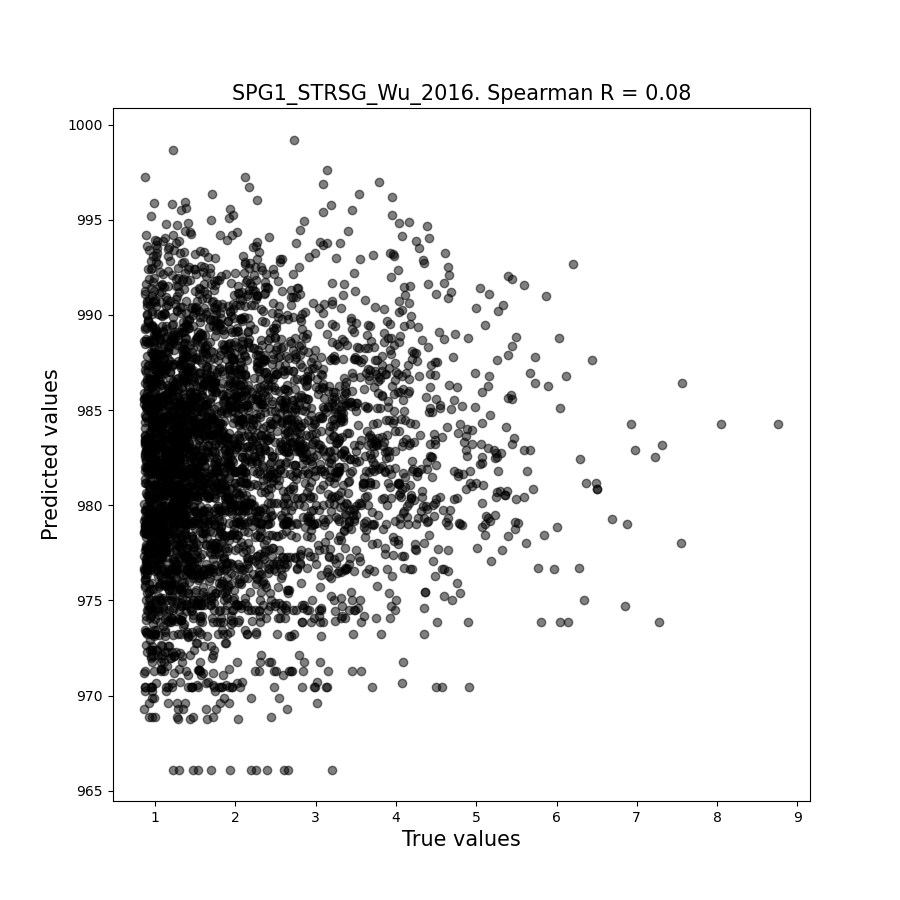 SPG1_STRSG_Wu_2016. Spearman R = 0.08
1000
995
990
985
980
975
970
965
Predicted values
1 2 3 4 5 6 7 8 9
True values